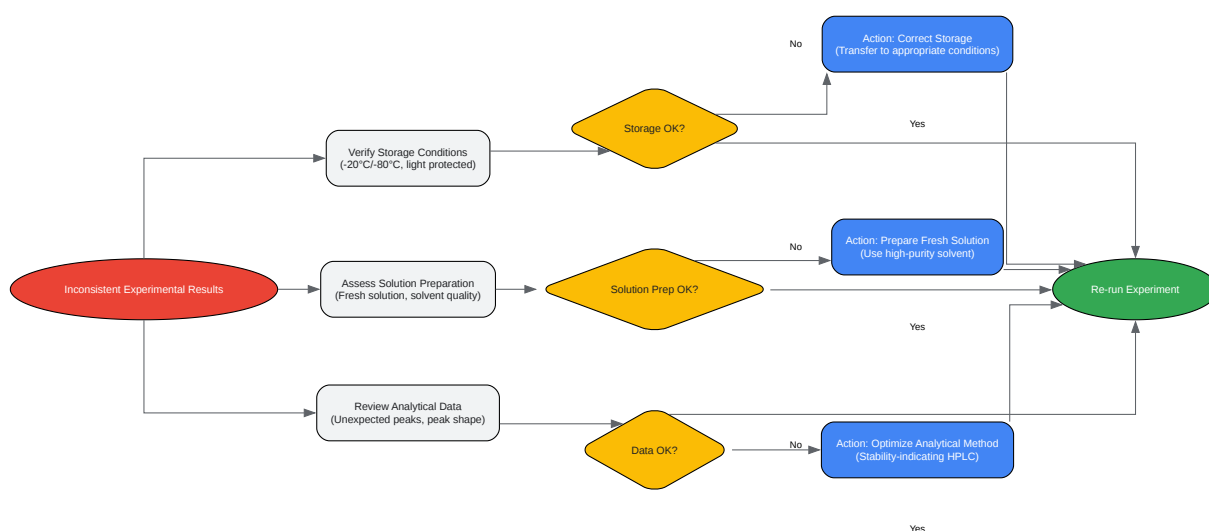 Action: Correct Storage
(Transfer to appropriate conditions)
No
Yes
Storage OK?
Verify Storage Conditions
(-20°C/-80°C, light protected)
Action: Prepare Fresh Solution
(Use high-purity solvent)
No
Inconsistent Experimental Results
Assess Solution Preparation
(Fresh solution, solvent quality)
Solution Prep OK?
Re-run Experiment
Yes
Review Analytical Data
(Unexpected peaks, peak shape)
Data OK?
No
Action: Optimize Analytical Method
(Stability-indicating HPLC)
Yes